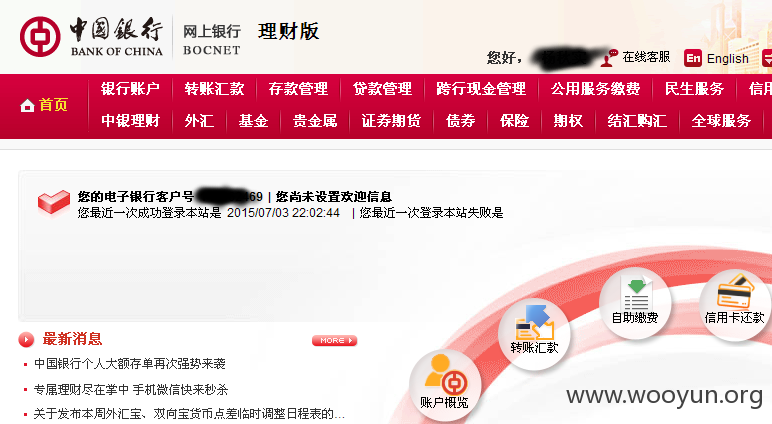 中國銀行 网上银行 理财版
BANK OF CHINA BOCNET
您好， 在线客服 En English
首页
银行账户 转账汇款 存款管理 贷款管理 跨行现金管理 公用服务缴费 民生服务 信用
中银理财 外汇 基金 贵金属 证券期货 债券 保险 期权 结汇购汇 全球服务
您的电子银行客户号 69 | 您尚未设置欢迎信息
您最近一次成功登录本站是 2015/07/03 22:02:44 | 您最近一次登录本站失败是
最新消息 MORE
中国银行个人大额存单再次强势来袭
专属理财尽在掌中 手机微信快来秒杀
关于发布本周外汇宝、双向宝货币点差临时调整日程表的...
账户概览
转账汇款
自助缴费
信用卡还款
www.wooyun.org